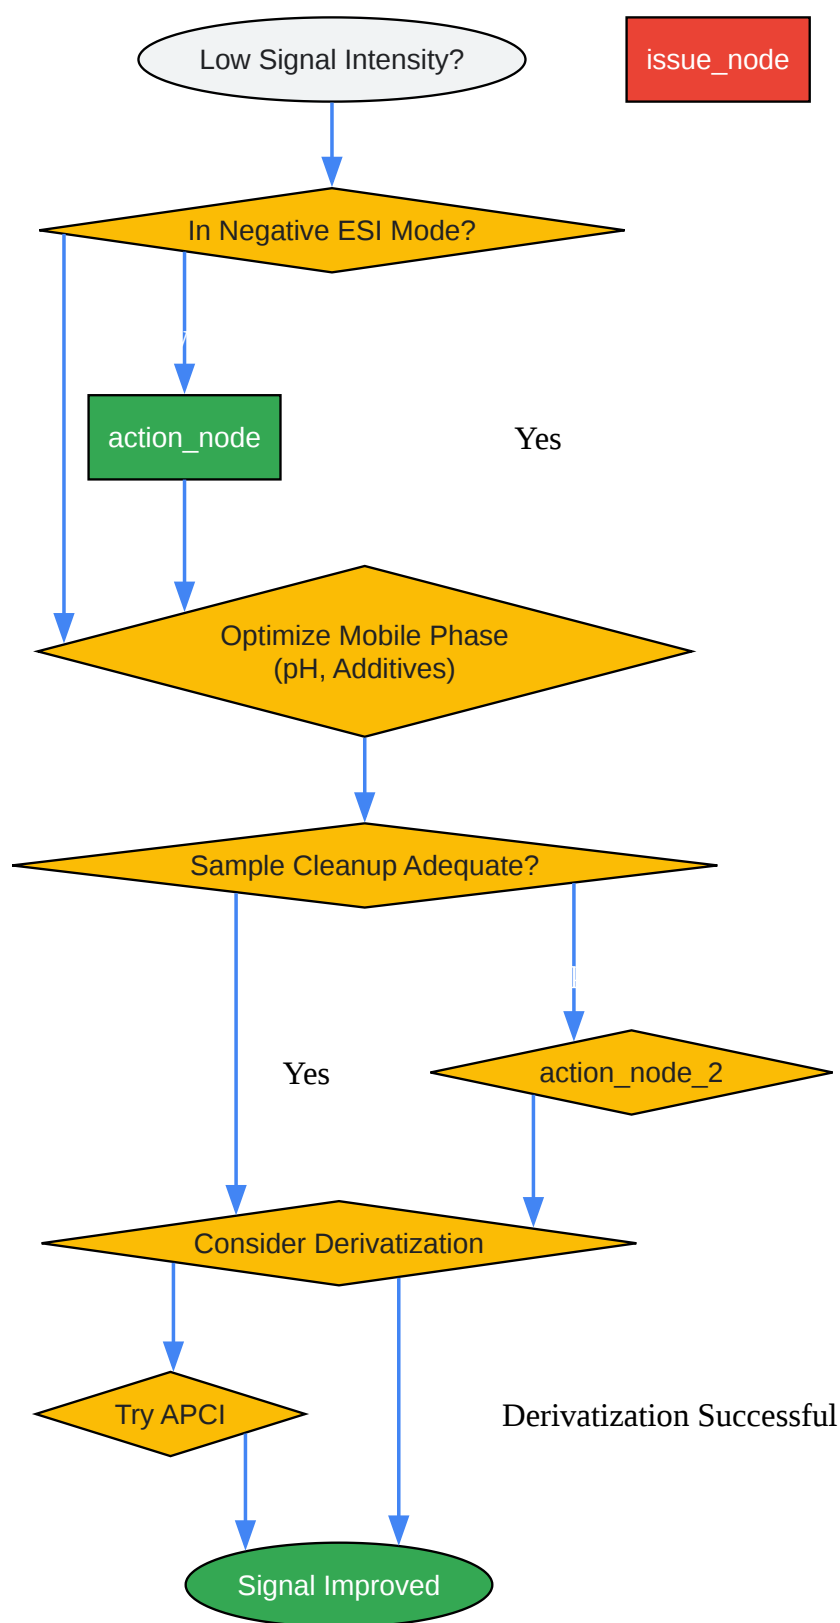 Low Signal Intensity?
issue_node
In Negative ESI Mode?
action_node
Yes
Optimize Mobile Phase
(pH, Additives)
Sample Cleanup Adequate?
Yes
action_node_2
Consider Derivatization
Try APCI
Derivatization Successful
Signal Improved